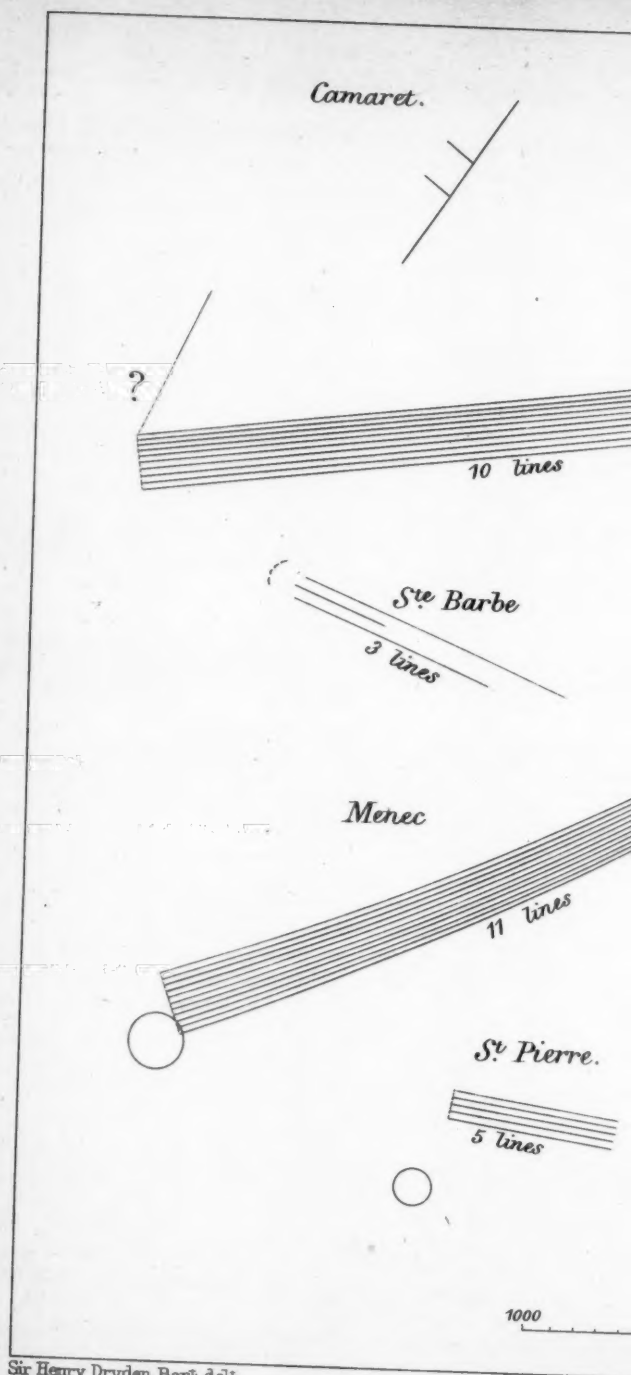 Camaret.
?
10 lines
Ste Barbe
3 lines
Menec
11 lines
St. Pierre.
5 lines
1000
Sir Henry Dryden Bart. delt.